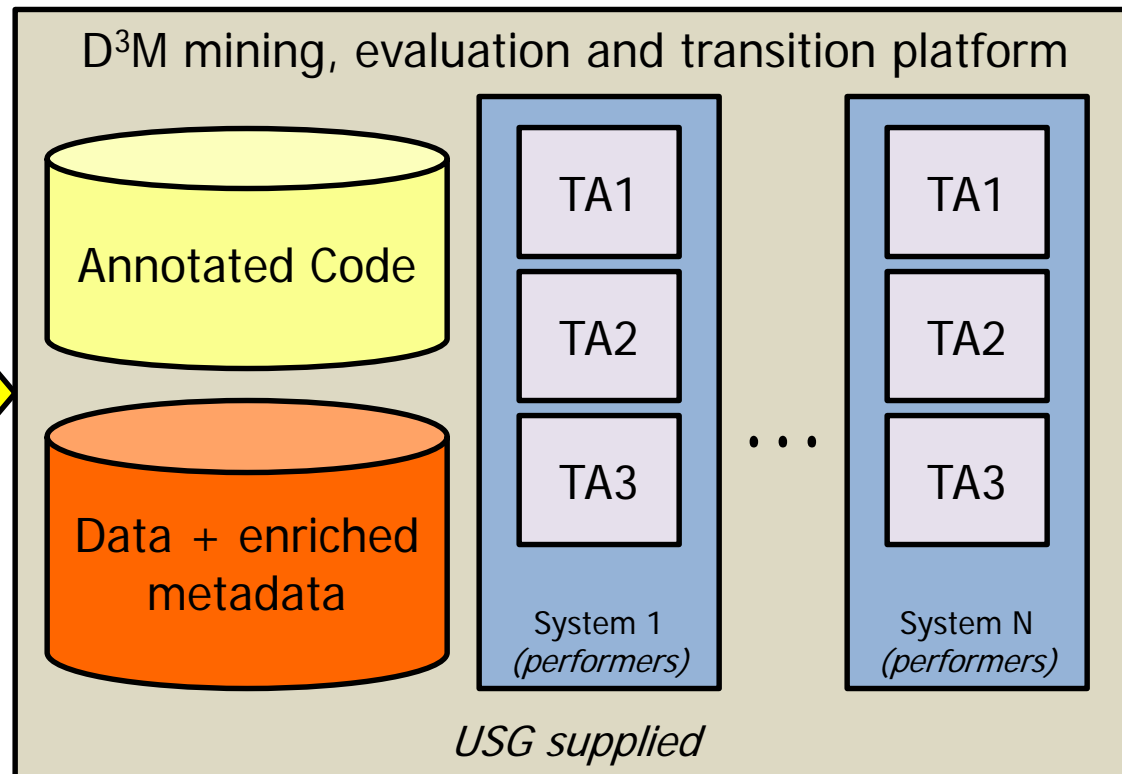 D³M mining, evaluation and transition platform
Annotated Code
Data + enriched
metadata
TA1
TA2
TA3
System 1
(performers)
...
TA1
TA2
TA3
System N
(performers)
USG supplied